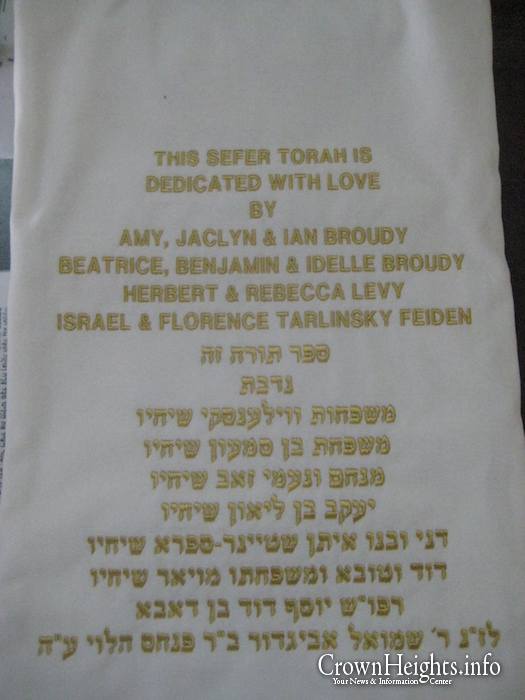 THIS SEFER TORAH IS
DEDICATED WITH LOVE
BY
AMY, JACLYN & IAN BROUDY
BEATRICE, BENJAMIN & IDELLE BROUDY
HERBERT & REBECCA LEVY
ISRAEL & FLORENCE TARLINSKY FEIDEN
ספר תורה זה
נדבת
משפחות ווילענסקי שיחיו
משפחת בן סמעון שיחיו
מנחם ונעמי זאב שיחיו
יעקב בן ליאון שיחיו
דני ובנו איתן שטיינר-ספרא שיחיו
דוד וטובא ומשפחתו מויאר שיחיו
רפו"ש יוסף דוד בן דאבא
לז"נ ר' שמואל אביגדור ב"ר פנחס הלוי ע"ה
CrownHeights.info
Your News & Information Center